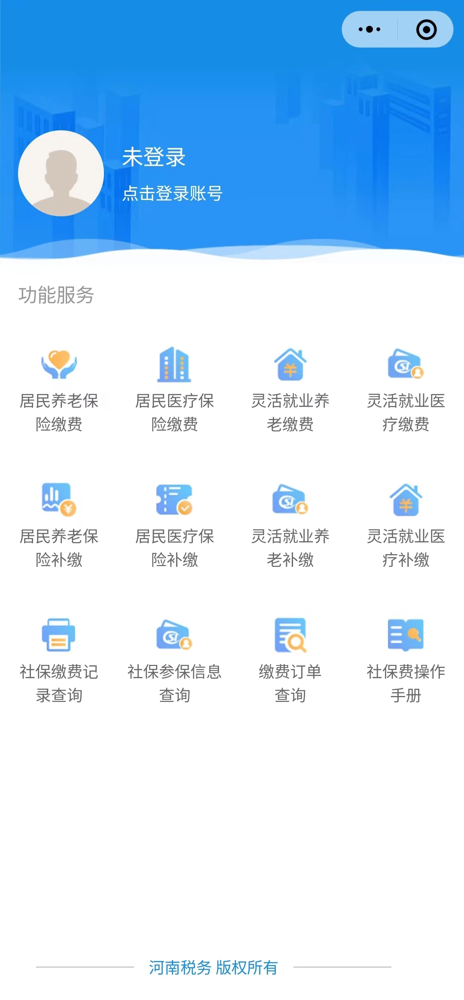 未登录
点击登录账号
功能服务
居民养老保
险缴费
居民医疗保
险缴费
灵活就业养
老缴费
灵活就业医
疗缴费
居民养老保
险补缴
居民医疗保
险补缴
灵活就业养
老补缴
灵活就业医
疗补缴
社保缴费记
录查询
社保参保信息
查询
缴费订单
查询
社保费操作
手册
河南税务 版权所有